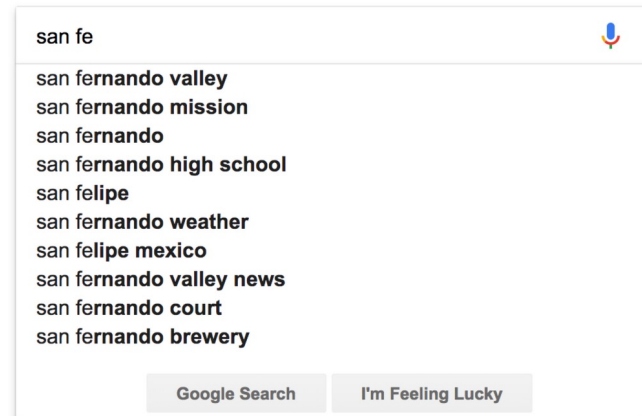 san fe
san fernando valley
san fernando mission
san fernando
san fernando high school
san felipe
san fernando weather
san felipe mexico
san fernando valley news
san fernando court
san fernando brewery
Google Search I'm Feeling Lucky